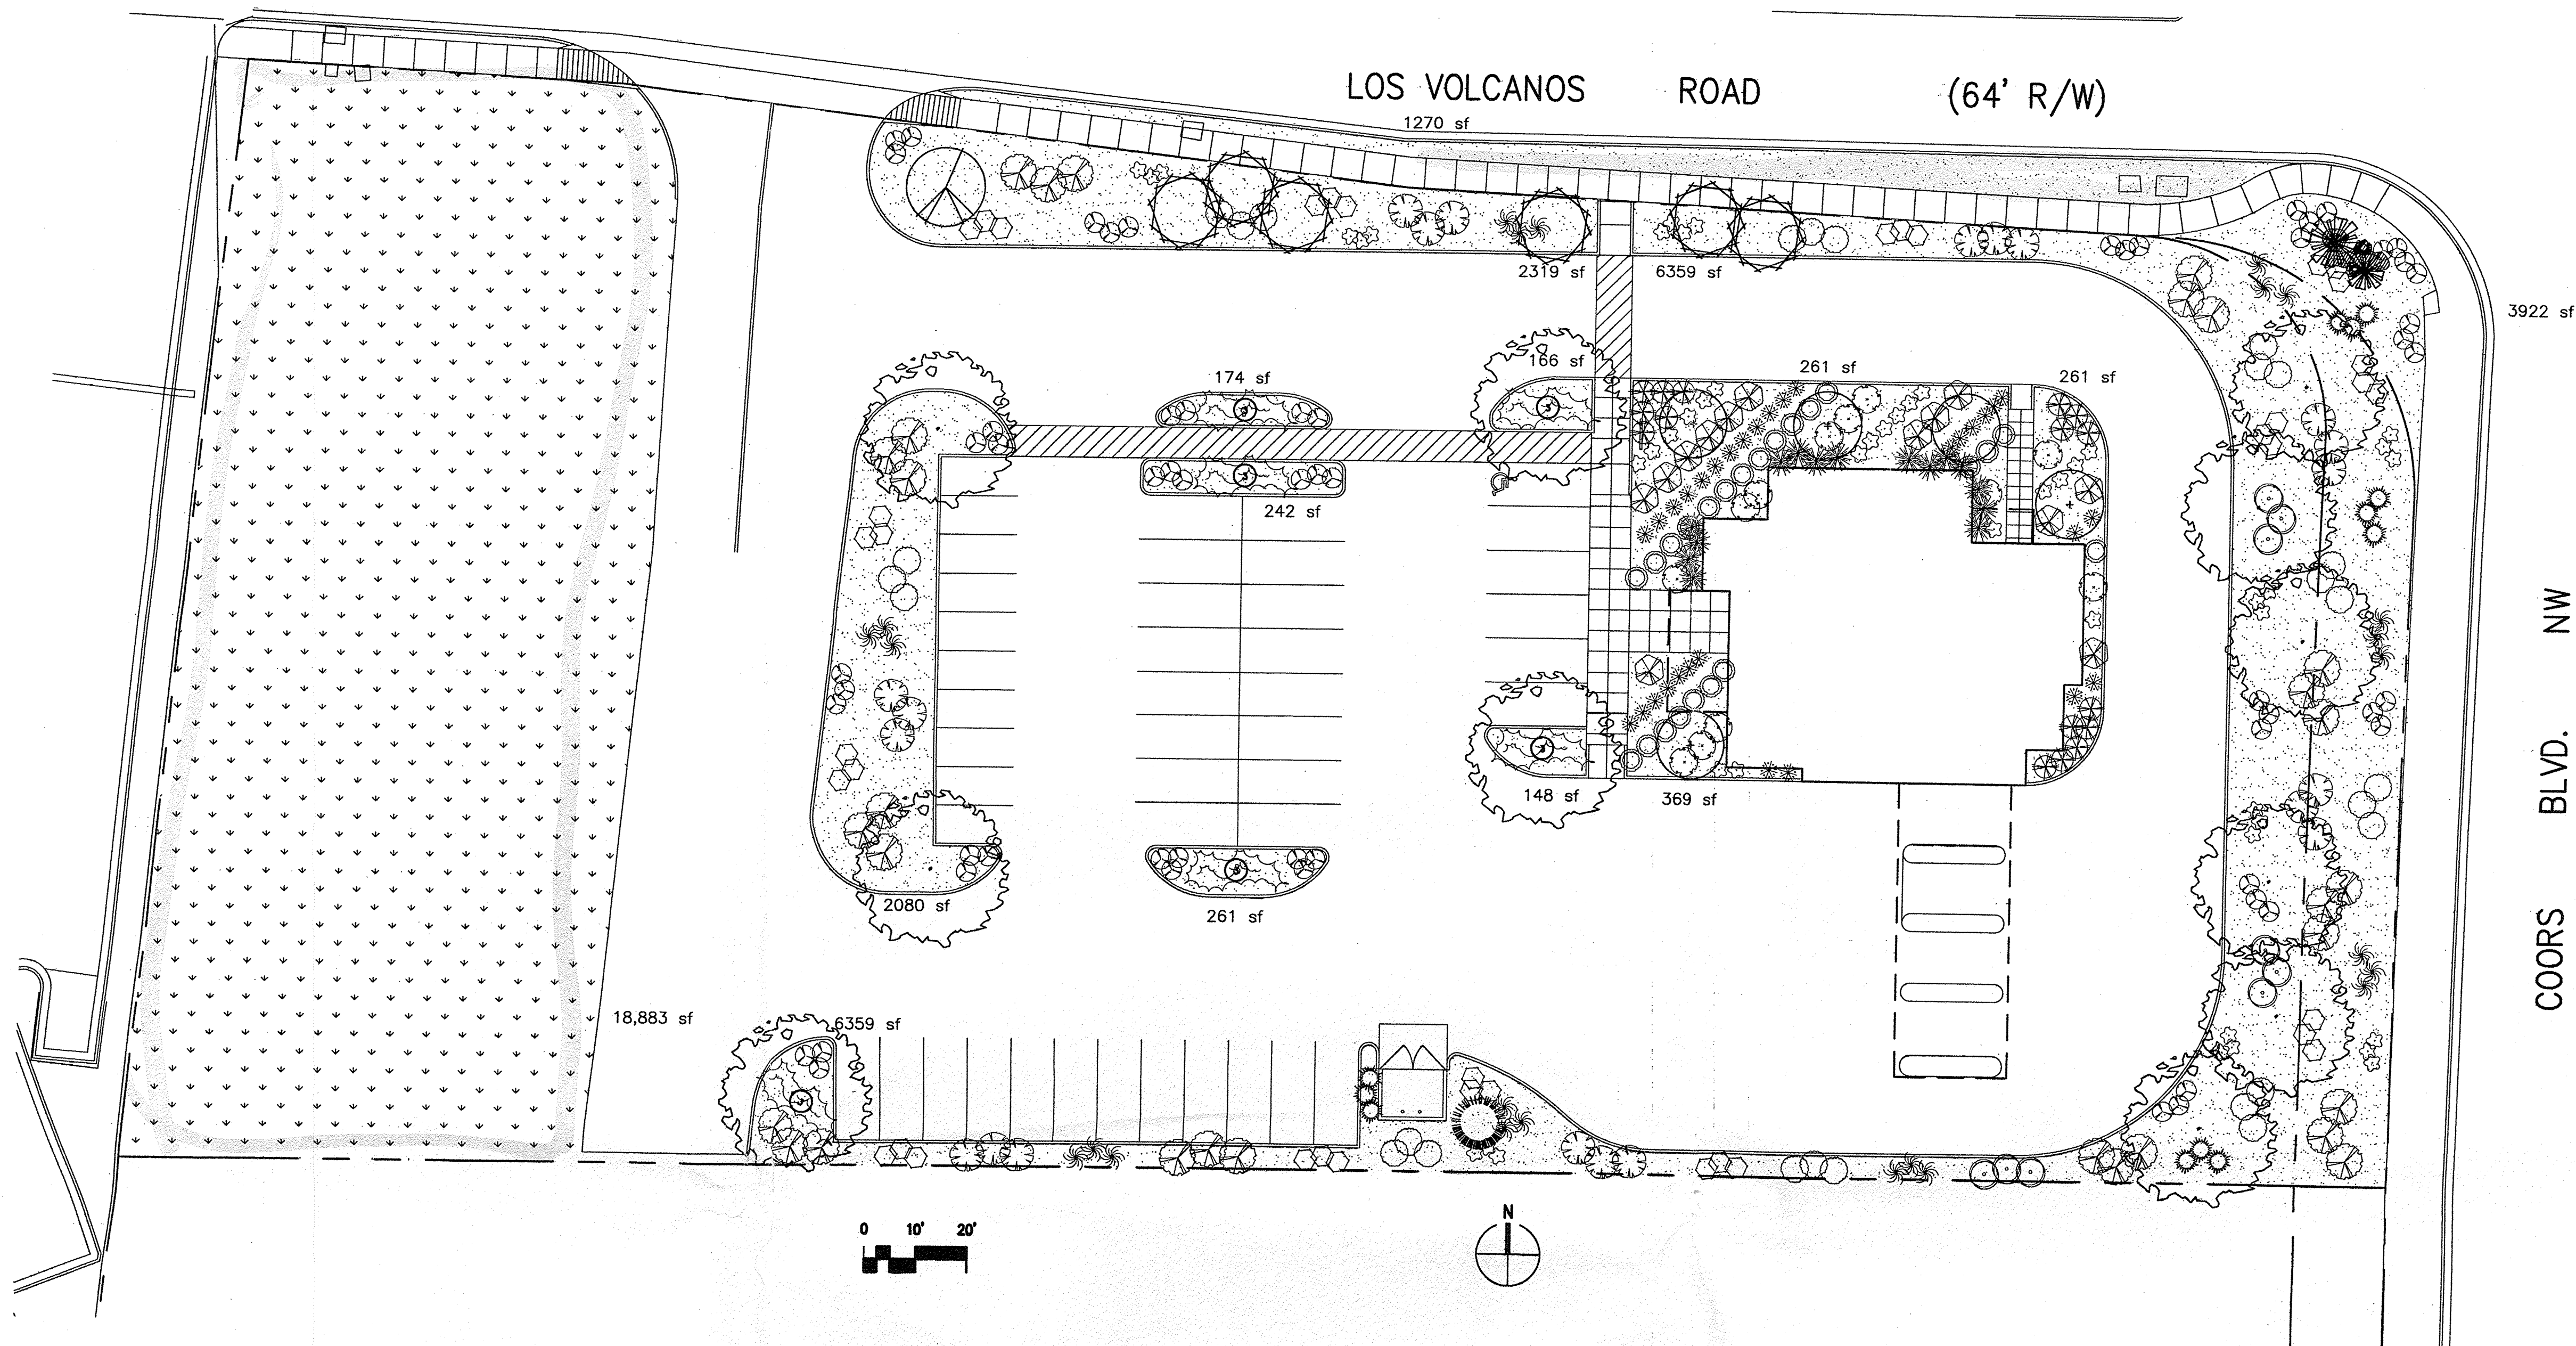 LOS VOLCANOS ROAD (64' R/W)
1270 sf
2319 sf
6359 sf
3922 sf
166 sf
174 sf
261 sf
261 sf
242 sf
COORS BLVD. NW
148 sf
369 sf
2080 sf
261 sf
18,883 sf
6359 sf
0 10' 20'
N